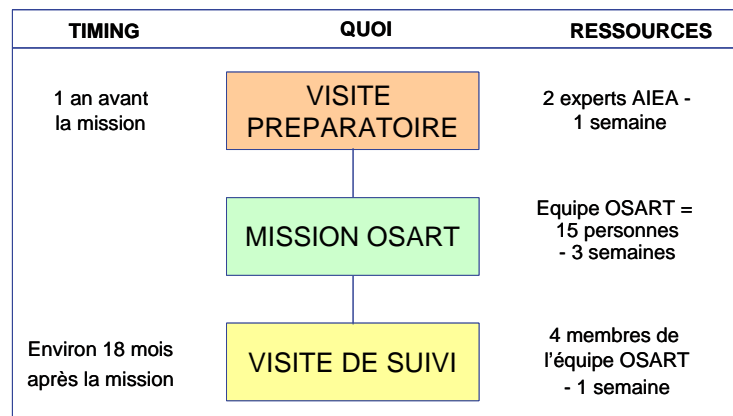 TIMING QUOI RESSOURCES
1 an avant
la mission
VISITE
PREPARATOIRE
2 experts AIEA -
1 semaine
MISSION OSART
Equipe OSART =
15 personnes
- 3 semaines
Environ 18 mois
après la mission
VISITE DE SUIVI
4 membres de
l'équipe OSART
- 1 semaine